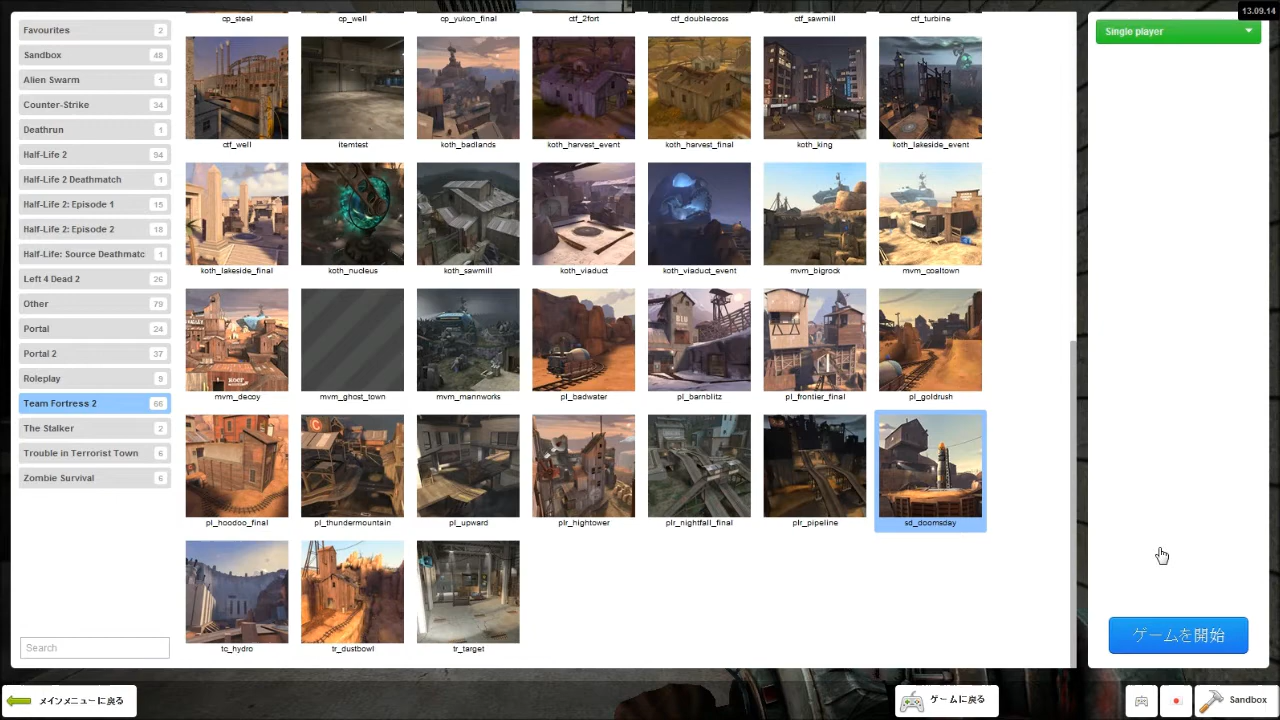 cp_steel cp_well cp_yukon_final ctf_2fort ctf_doublecross ctf_sawmill ctf_turbine
13.09.14
Favourites 2
Sandbox 48
Alien Swarm 1
Counter-Strike 34
Deathrun 1
Half-Life 2 94
Half-Life 2 Deathmatch 1
Half-Life 2: Episode 1 15
Half-Life 2: Episode 2 18
Half-Life: Source Deathmatc 1
Left 4 Dead 2 26
Other 79
Portal 24
Portal 2 37
Roleplay 9
Team Fortress 2 66
The Stalker 2
Trouble in Terrorist Town 6
Zombie Survival 6
Search
ctf_well itemtest koth_badlands koth_harvest_event koth_harvest_final koth_king koth_lakeside_event
koth_lakeside_final koth_nucleus koth_sawmill koth_viaduct koth_viaduct_event mvm_bigrock mvm_coaltown
mvm_decoy mvm_ghost_town mvm_mannworks pl_badwater pl_barnblitz pl_frontier_final pl_goldrush
pl_hoodoo_final pl_thundermountain pl_upward plr_hightower plr_nightfall_final plr_pipeline sd_doomsday
tc_hydro tr_dustbowl tr_target
Single player
ゲームを開始
メインメニューに戻る
ゲームに戻る
Sandbox